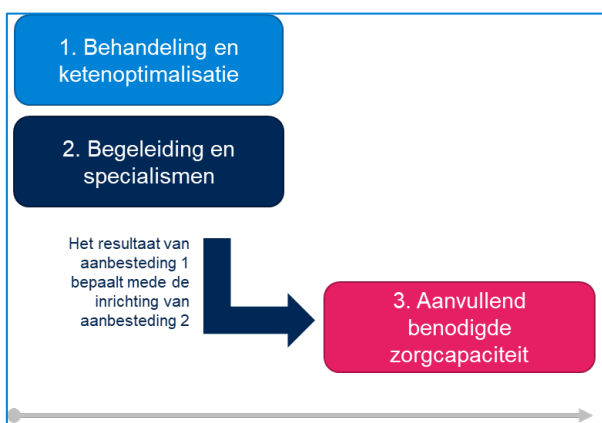 1. Behandeling en
ketenoptimalisatie
2. Begeleiding en
specialismen
Het resultaat van
aanbesteding 1
bepaalt mede de
inrichting van
aanbesteding 2
3. Aanvullend
benodigde
zorgcapaciteit